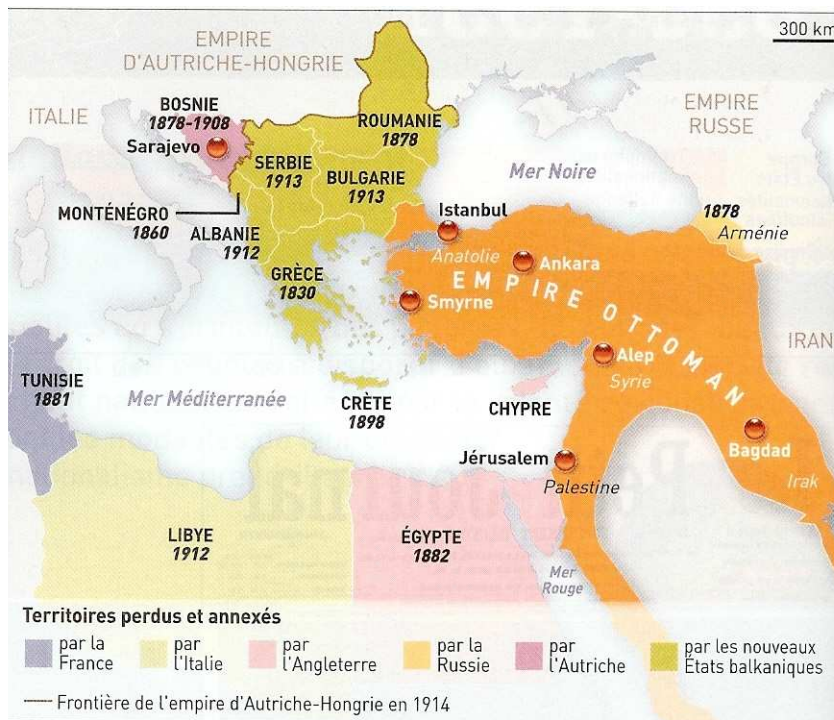 300 km
EMPIRE
D'AUTRICHE-HONGRIE
ITALIE
BOSNIE
1878-1908
Sarajevo
ROUMANIE
1878
EMPIRE
RUSSE
SERBIE
1913
BULGARIE
1913
Mer Noire
MONTÉNÉGRO
1860
ALBANIE
1912
Istanbul
1878
Arménie
Anatolie
Ankara
GRÈCE
1830
Smyrne
EMPIRE OTTOMAN
Alep
Syrie
IRAN
TUNISIE
1881
Mer Méditerranée
CRÈTE
1898
CHYPRE
Jérusalem
Palestine
Bagdad
Irak
LIBYE
1912
ÉGYPTE
1882
Mer
Rouge
Territoires perdus et annexés
par la
France
par
l'Italie
par
l'Angleterre
par la
Russie
par
l'Autriche
par les nouveaux
États balkaniques
Frontière de l'empire d'Autriche-Hongrie en 1914